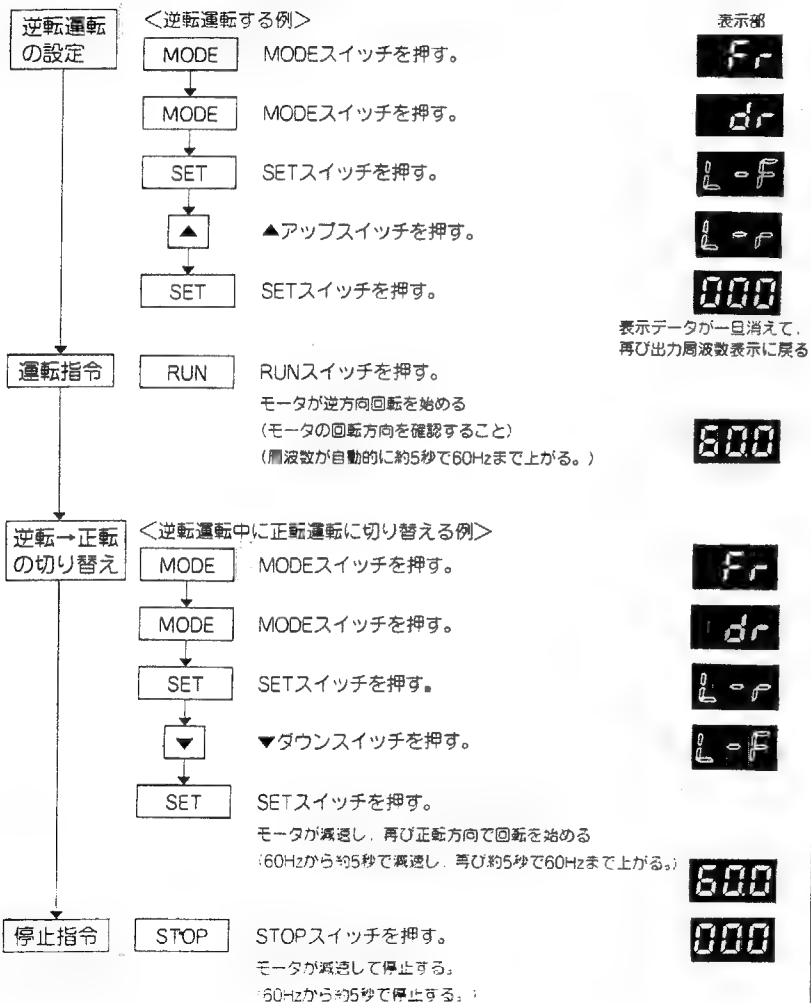 逆転運転
の設定
<逆転運転する例>
表示部
MODE MODEスイッチを押す。 Fr
MODE MODEスイッチを押す。 dr
SET SETスイッチを押す。 L-F
▲ ▲アップスイッチを押す。 L-r
SET SETスイッチを押す。 000
表示データが一旦消えて、
再び出力周波数表示に戻る
運転指令 RUN RUNスイッチを押す。
モータが逆方向回転を始める
(モータの回転方向を確認すること)
(周波数が自動的に約5秒で60Hzまで上がる。) 60.0
逆転→正転
の切り替え
<逆転運転中に正転運転に切り替える例>
MODE MODEスイッチを押す。 Fr
MODE MODEスイッチを押す。 dr
SET SETスイッチを押す。 L-r
▼ ▼ダウンスイッチを押す。 L-F
SET SETスイッチを押す。
モータが減速し、再び正転方向で回転を始める
(60Hzから約5秒で減速し、再び約5秒で60Hzまで上がる。) 60.0
停止指令 STOP STOPスイッチを押す。 000
モータが減速して停止する。
(60Hzから約5秒で停止する。)